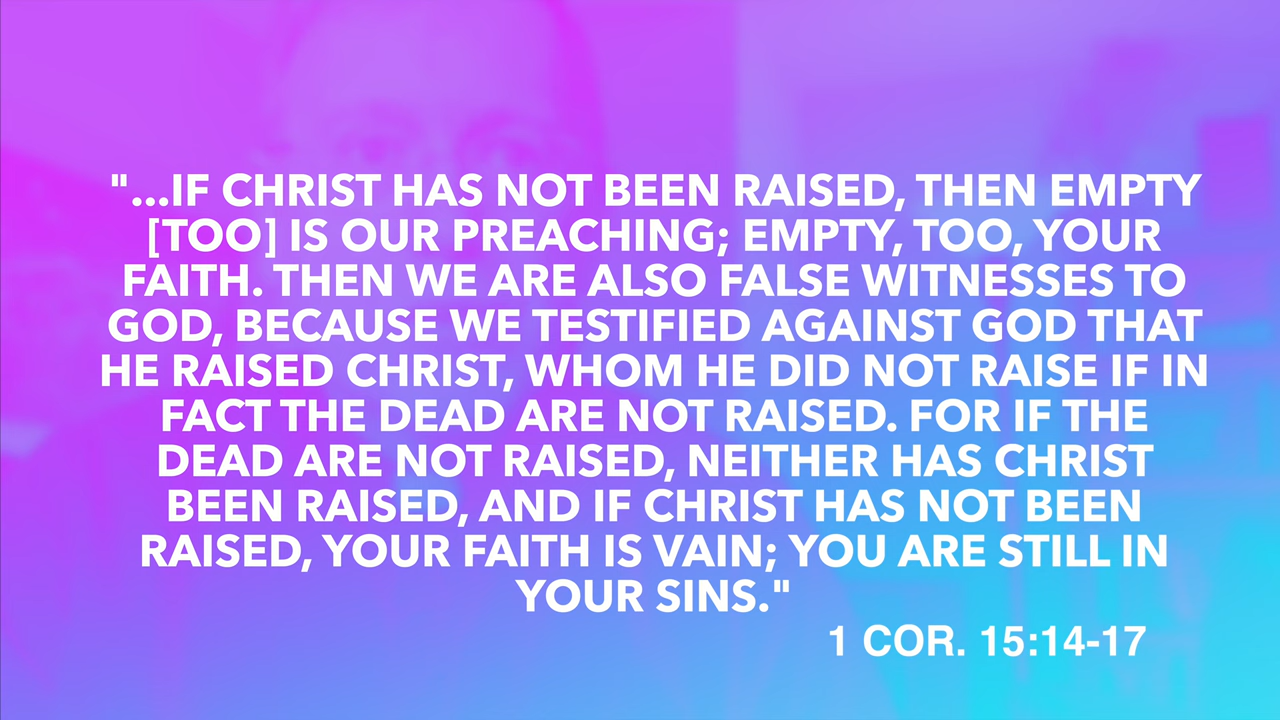 "...IF CHRIST HAS NOT BEEN RAISED, THEN EMPTY
[TOO] IS OUR PREACHING; EMPTY, TOO, YOUR
FAITH. THEN WE ARE ALSO FALSE WITNESSES TO
GOD, BECAUSE WE TESTIFIED AGAINST GOD THAT
HE RAISED CHRIST, WHOM HE DID NOT RAISE IF IN
FACT THE DEAD ARE NOT RAISED. FOR IF THE
DEAD ARE NOT RAISED, NEITHER HAS CHRIST
BEEN RAISED, AND IF CHRIST HAS NOT BEEN
RAISED, YOUR FAITH IS VAIN; YOU ARE STILL IN
YOUR SINS."
1 COR. 15:14-17